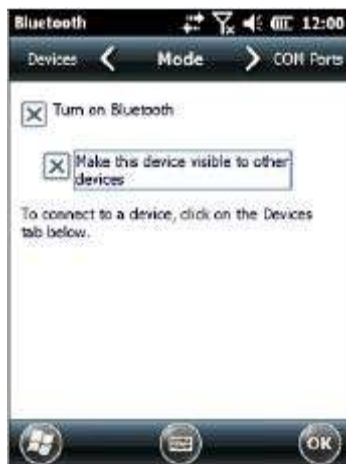 Bluetooth 12:00
Devices Mode COM Ports
Turn on Bluetooth
Make this device visible to other
devices
To connect to a device, click on the Devices
tab below.
OK